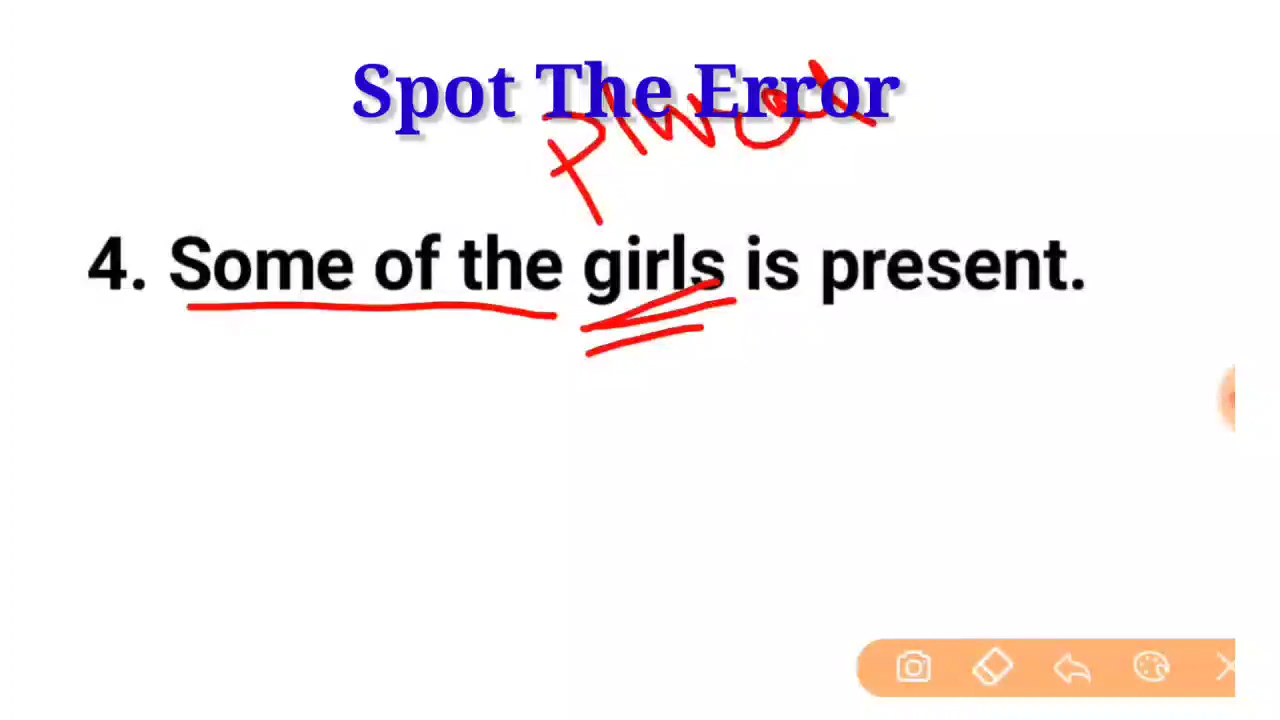 Spot The Error
Plural
4. Some of the girls is present.